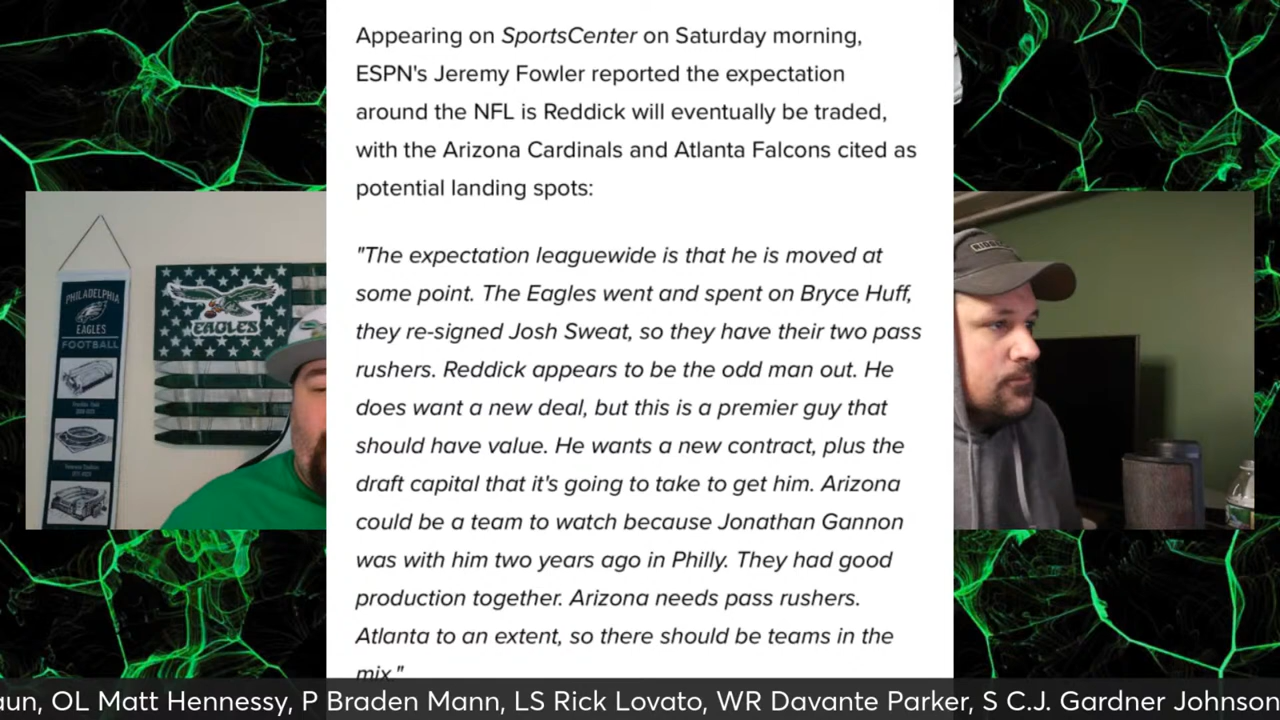 Appearing on SportsCenter on Saturday morning,
ESPN's Jeremy Fowler reported the expectation
around the NFL is Reddick will eventually be traded,
with the Arizona Cardinals and Atlanta Falcons cited as
potential landing spots:
"The expectation leaguewide is that he is moved at
some point. The Eagles went and spent on Bryce Huff,
they re-signed Josh Sweat, so they have their two pass
rushers. Reddick appears to be the odd man out. He
does want a new deal, but this is a premier guy that
should have value. He wants a new contract, plus the
draft capital that it's going to take to get him. Arizona
could be a team to watch because Jonathan Gannon
was with him two years ago in Philly. They had good
production together. Arizona needs pass rushers.
Atlanta to an extent, so there should be teams in the
mix."
PHILADELPHIA
EAGLES
FOOTBALL
EAGLES
aun, OL Matt Hennessy, P Braden Mann, LS Rick Lovato, WR Davante Parker, S C.J. Gardner Johnson